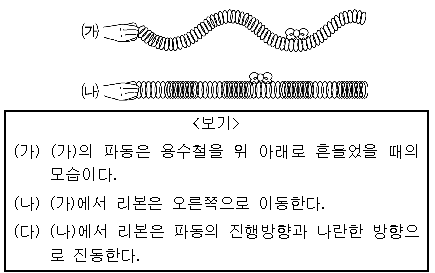 (가)
(나)
<보기>
(가) (가)의 파동은 용수철을 위 아래로 흔들었을 때의
모습이다.
(나) (가)에서 리본은 오른쪽으로 이동한다.
(다) (나)에서 리본은 파동의 진행방향과 나란한 방향으
로 진동한다.